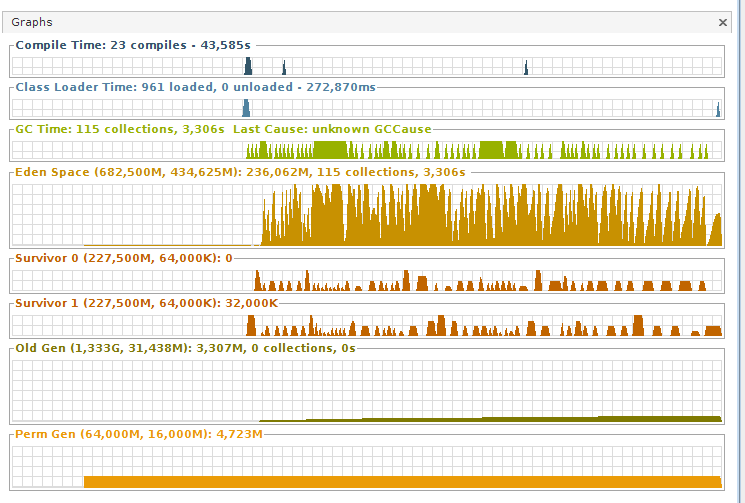 Graphs
Compile Time: 23 compiles - 43,585s
Class Loader Time: 961 loaded, 0 unloaded - 272,870ms
GC Time: 115 collections, 3,306s  Last Cause: unknown GCCause
Eden Space (682,500M, 434,625M): 236,062M, 115 collections, 3,306s
Survivor 0 (227,500M, 64,000K): 0
Survivor 1 (227,500M, 64,000K): 32,000K
Old Gen (1,333G, 31,438M): 3,307M, 0 collections, 0s
Perm Gen (64,000M, 16,000M): 4,723M